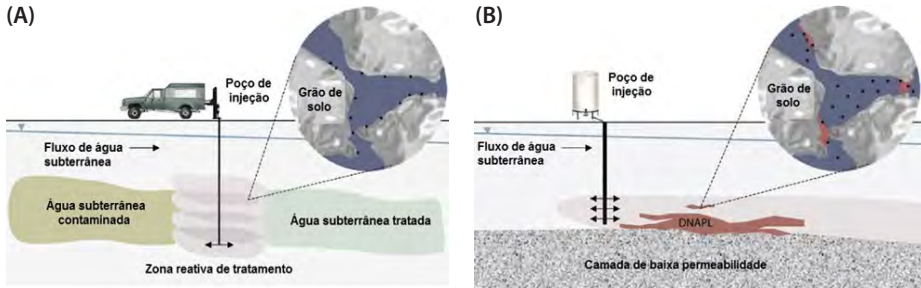 (A)
Poço de
injeção
Grão de
solo
Fluxo de água
subterrânea
Água subterrânea
contaminada
Água subterrânea tratada
Zona reativa de tratamento
(B)
Poço de
injeção
Grão de
solo
Fluxo de água
subterrânea
DNAPL
Camada de baixa permeabilidade